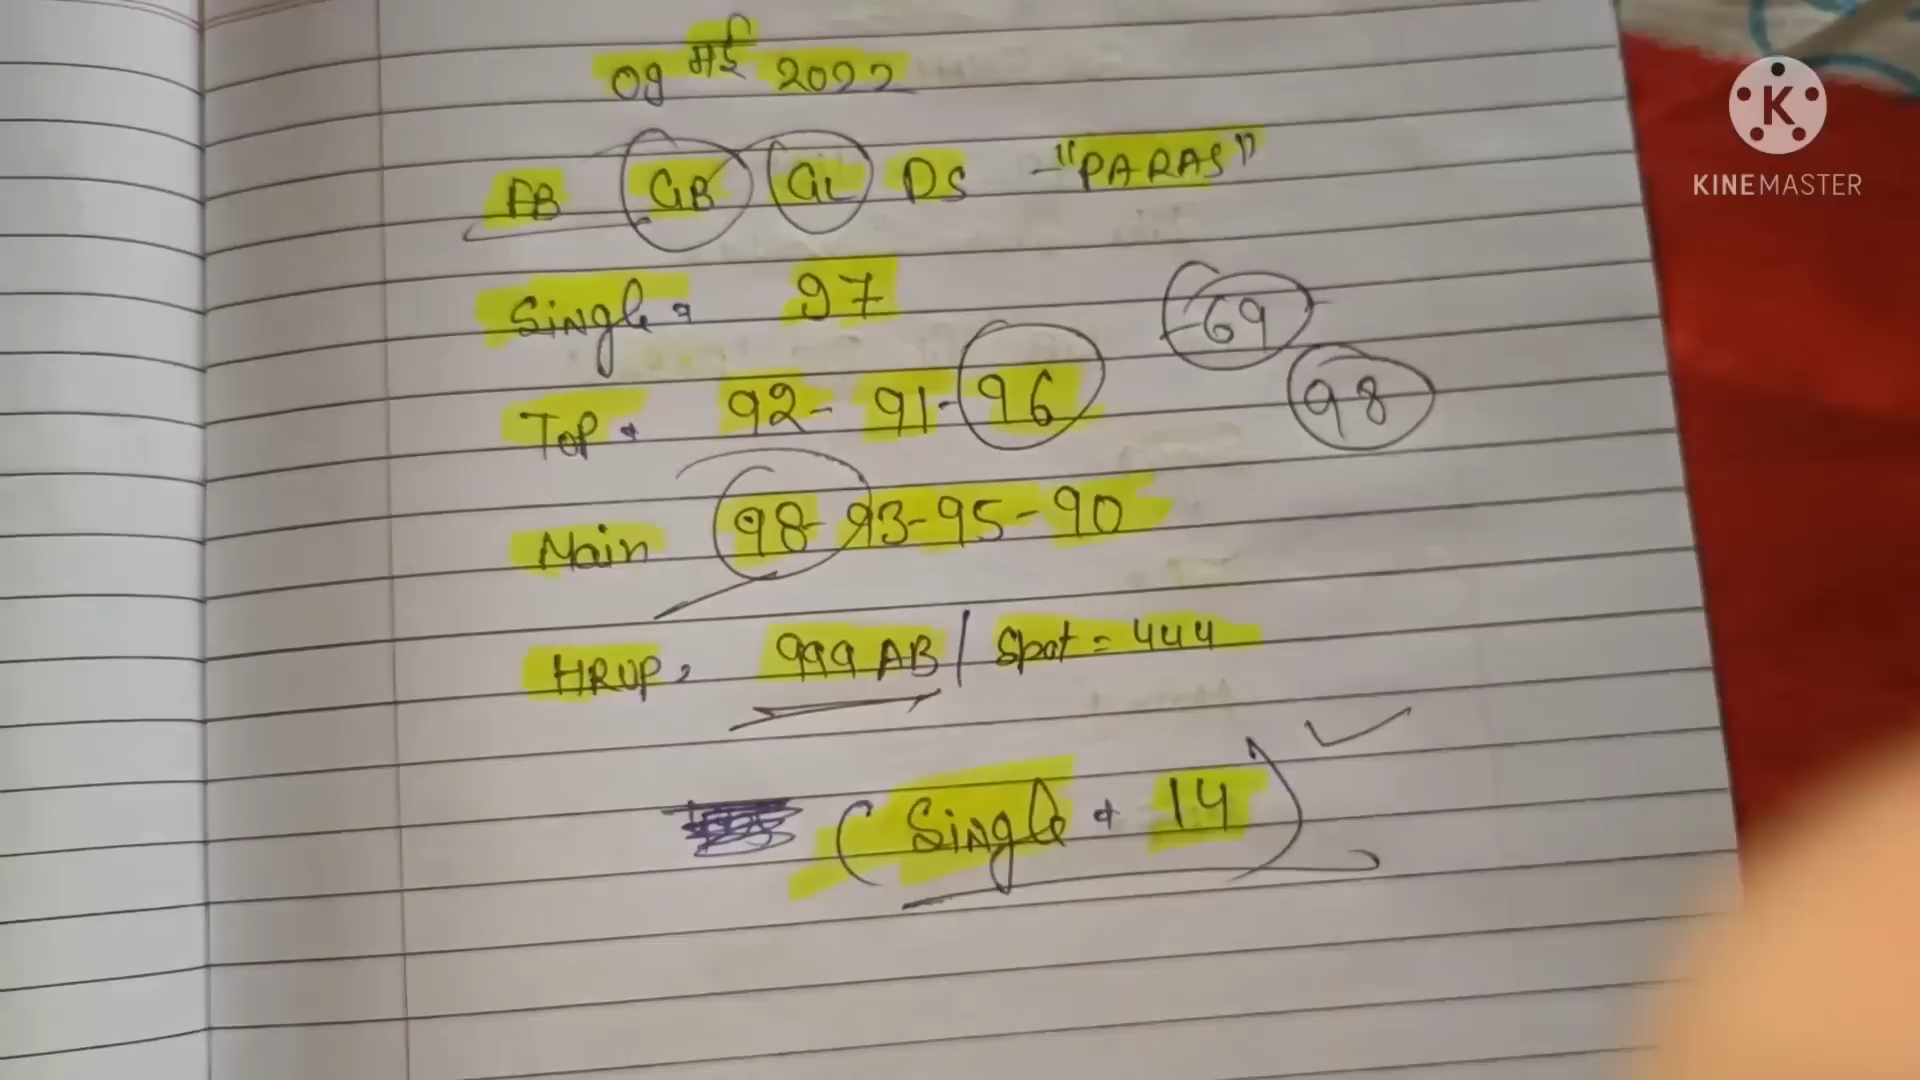 09 मई 2022
FB GB GL DS - "PARAS"
Single = 97
69
Top. 92 - 91 - 96
98
Main 98 - 93 - 95 - 90
HRUP = 999 AB / Spot = 444
(Single + 14)
K
KINEMASTER